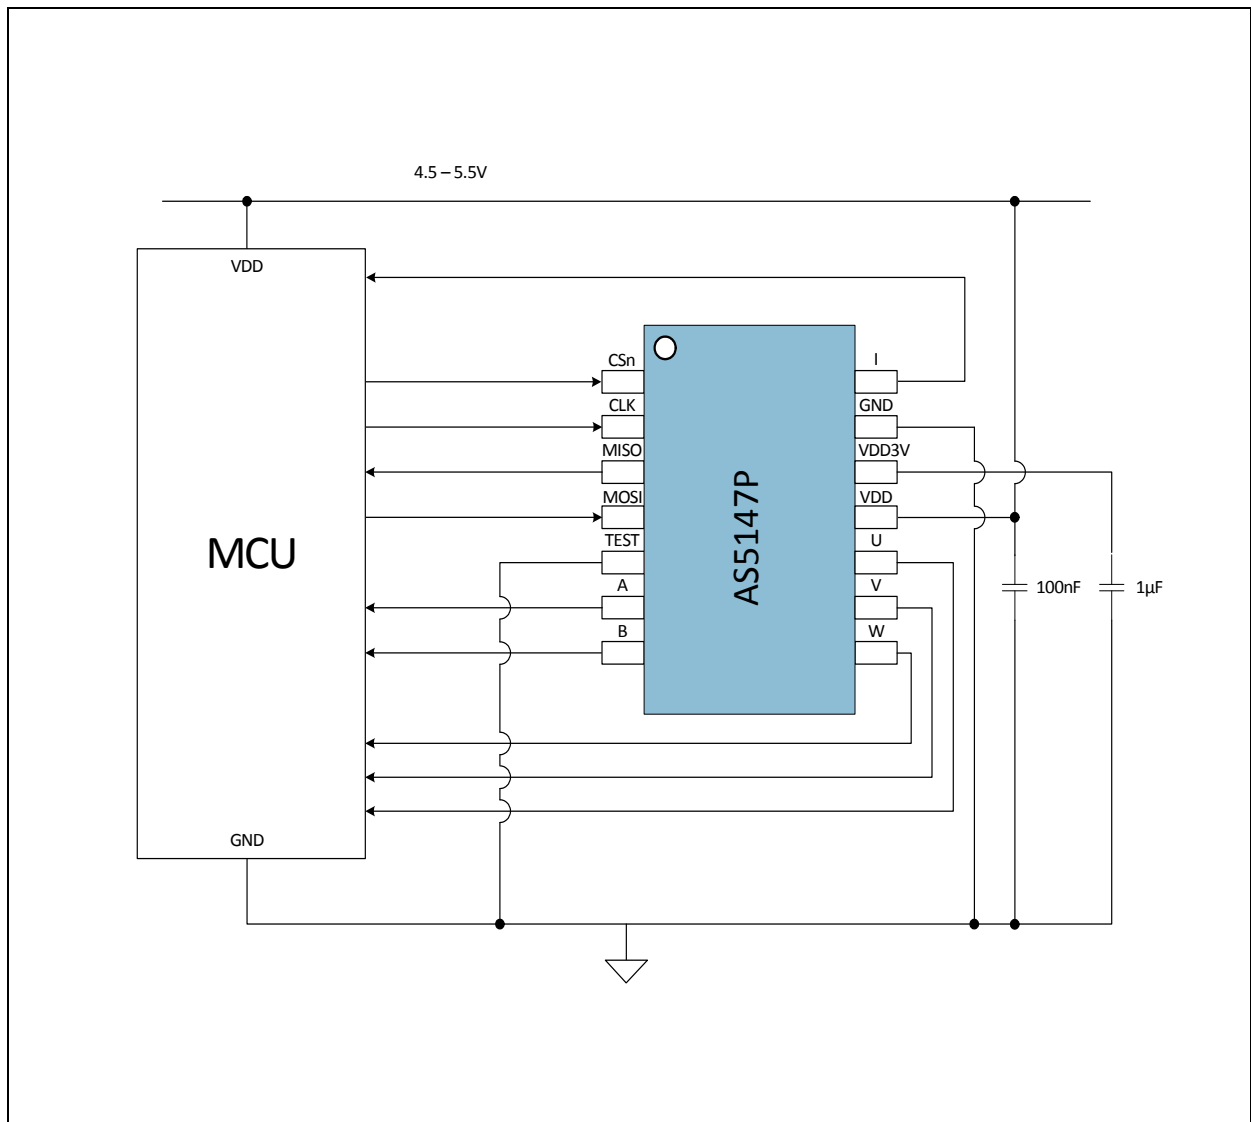 4.5 – 5.5V
VDD
CSn
I
CLK
GND
MISO
VDD3V
MOSI
VDD
TEST
U
A
V
B
W
MCU
AS5147P
100nF
1µF
GND